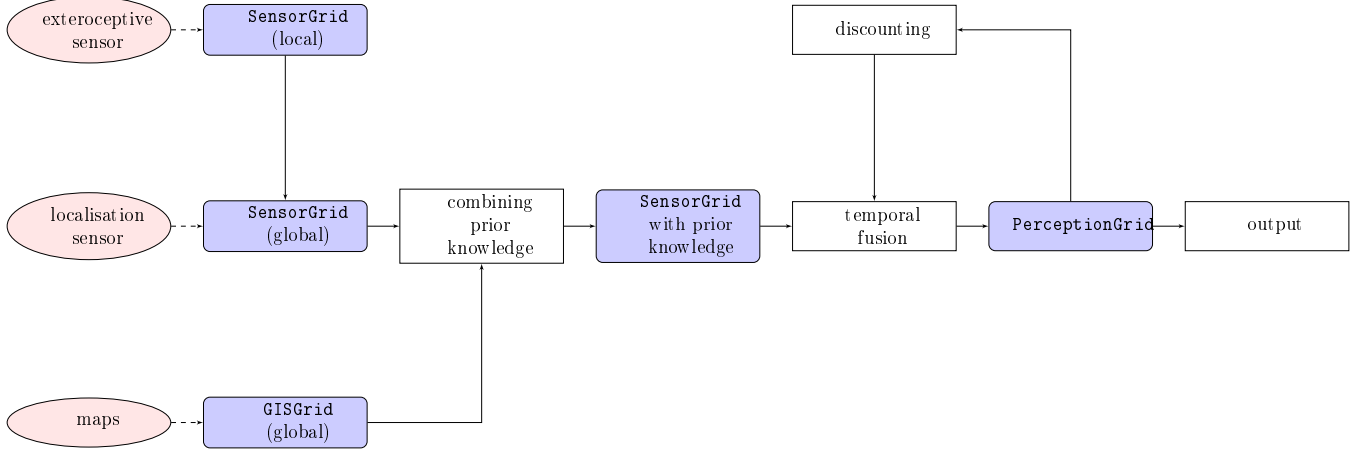 exteroceptive
sensor
SensorGrid
(local)
discounting
localisation
sensor
SensorGrid
(global)
combining
prior
knowledge
SensorGrid
with prior
knowledge
temporal
fusion
PerceptionGrid
output
maps
GISGrid
(global)